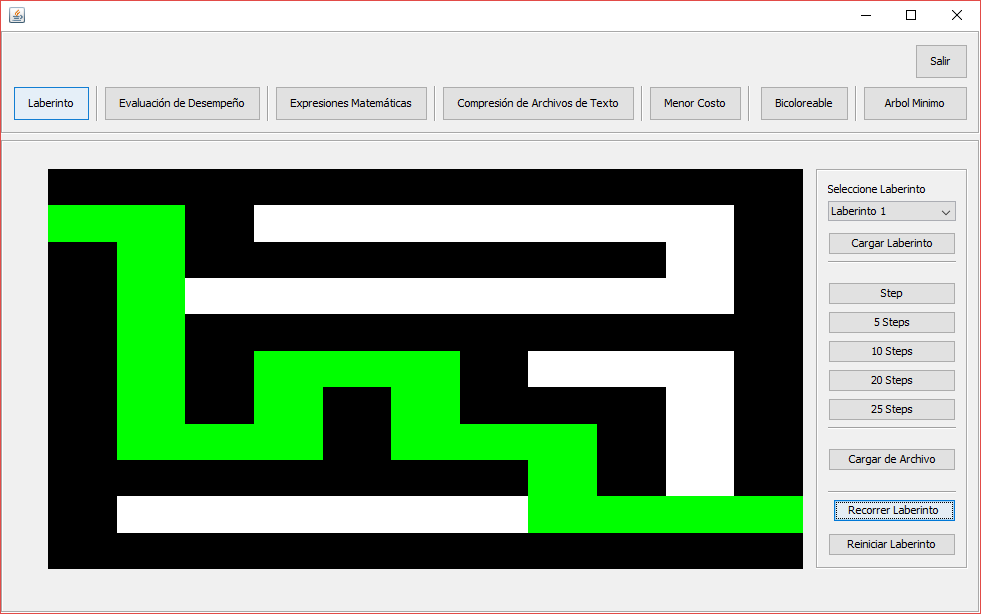 Salir
Laberinto
Evaluación de Desempeño
Expresiones Matemáticas
Compresión de Archivos de Texto
Menor Costo
Bicoloreable
Arbol Minimo
Seleccione Laberinto
Laberinto 1
Cargar Laberinto
Step
5 Steps
10 Steps
20 Steps
25 Steps
Cargar de Archivo
Recorrer Laberinto
Reiniciar Laberinto